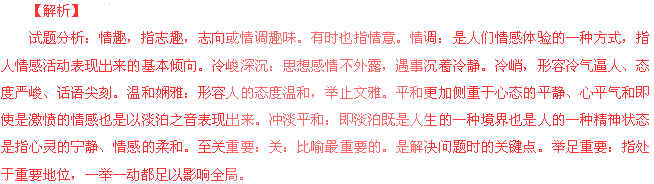 【解析】
试题分析：情趣，指志趣，志向或情调趣味。有时也指情意。情调：是人们情感体验的一种方式，指
人情感活动表现出来的基本倾向。冷峻深沉：思想感情不外露，遇事沉着冷静。冷峭，形容冷气逼人、态
度严峻、话语尖刻。温和娴雅：形容人的态度温和，举止文雅。平和更加侧重于心态的平静、心平气和即
使是激愤的情感也是以淡泊之音表现出来。冲淡平和：即淡泊既是人生的一种境界也是人的一种精神状态
是指心灵的宁静、情感的柔和。至关重要：关：比喻最重要的。是解决问题时的关键点。举足重要：指处
于重要地位，一举一动都足以影响全局。